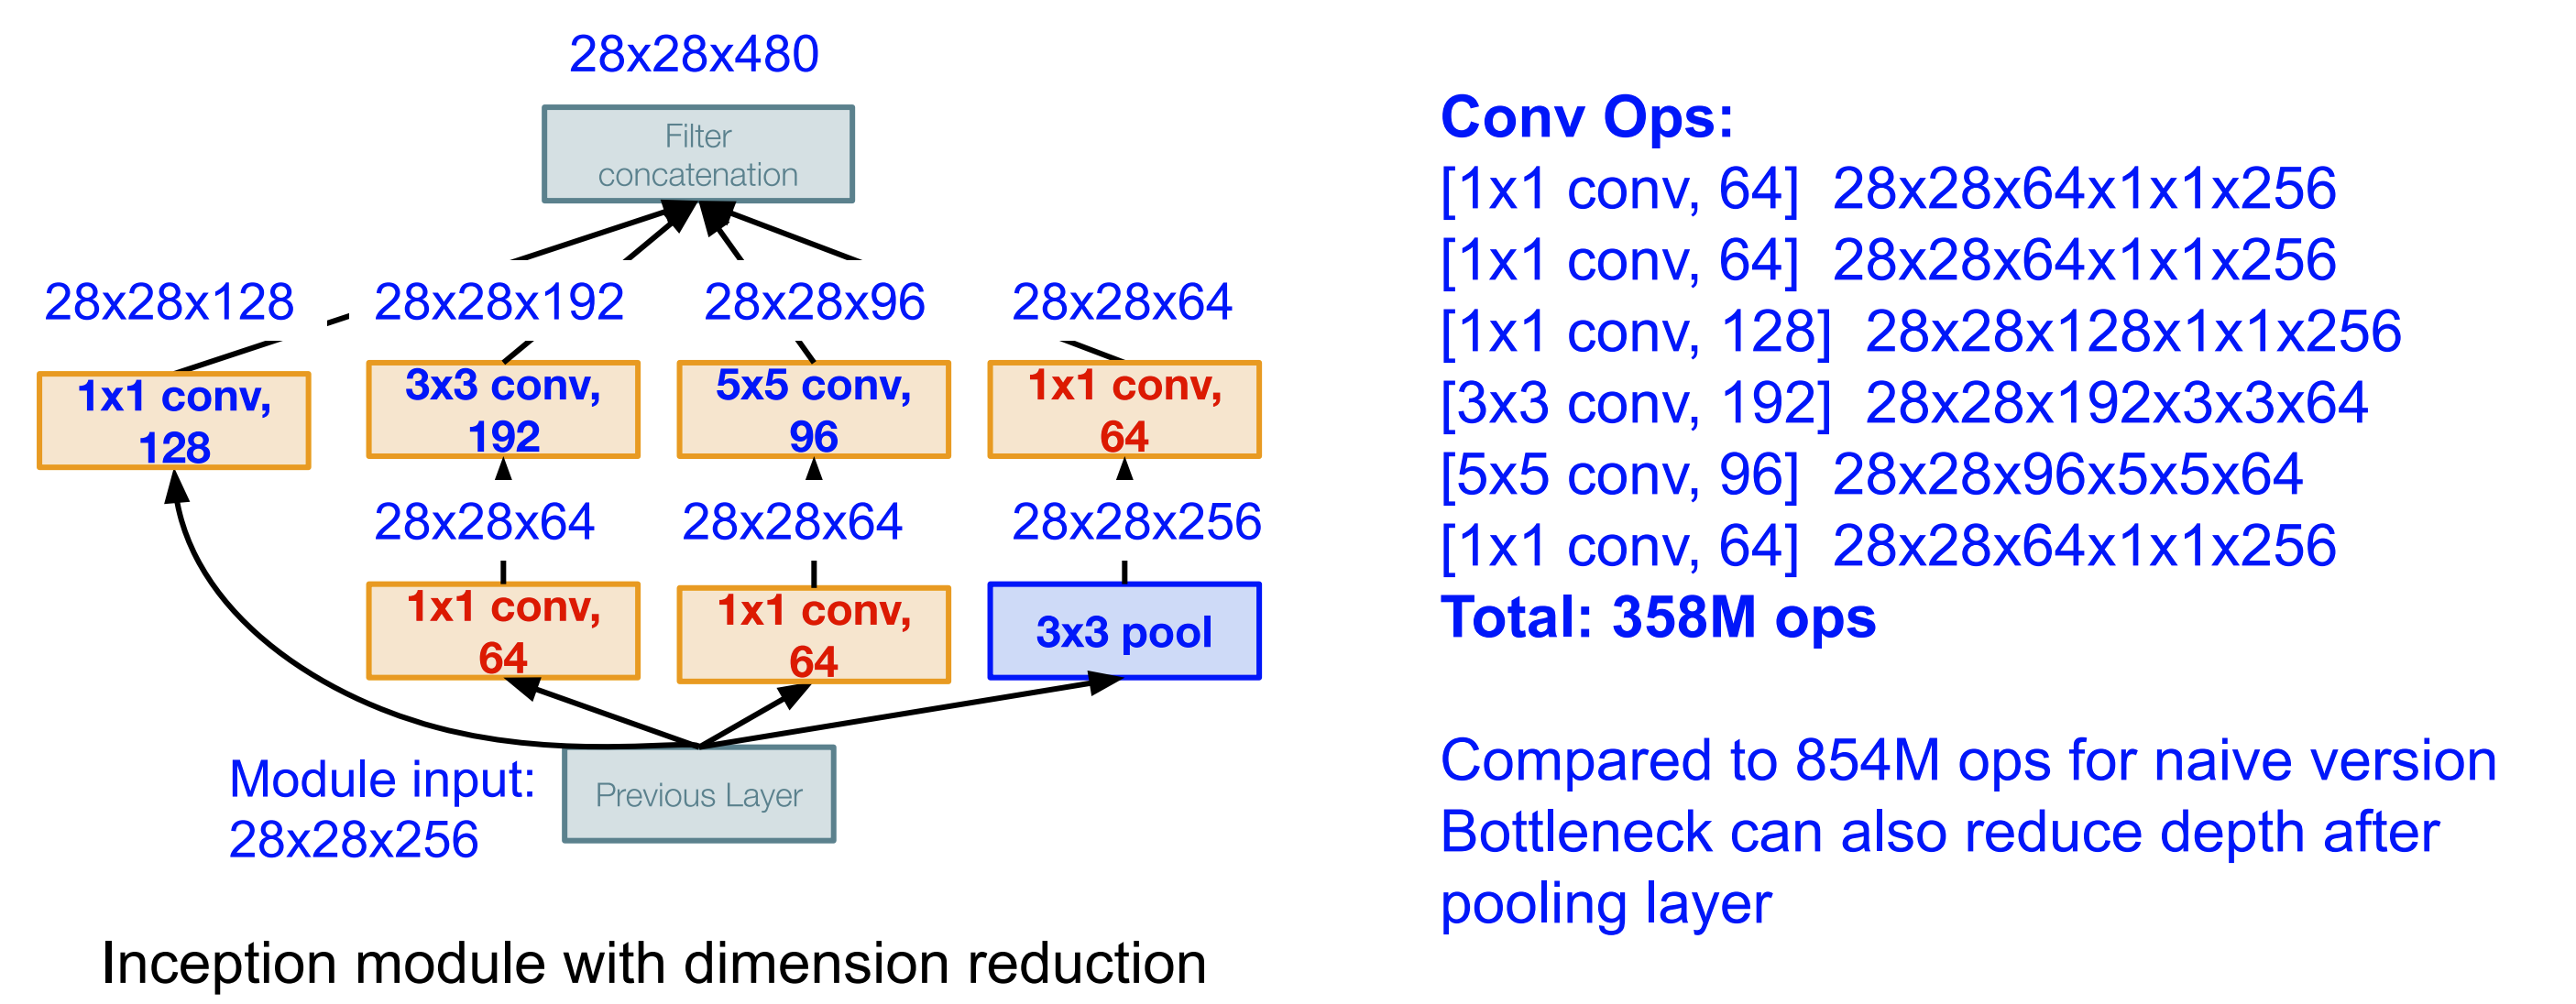 28x28x480
Filter
concatenation
28x28x128
28x28x192
28x28x96
28x28x64
1x1 conv,
128
3x3 conv,
192
5x5 conv,
96
1x1 conv,
64
28x28x64
28x28x64
28x28x256
1x1 conv,
64
1x1 conv,
64
3x3 pool
Module input:
28x28x256
Previous Layer
Inception module with dimension reduction
Conv Ops:
[1x1 conv, 64] 28x28x64x1x1x256
[1x1 conv, 64] 28x28x64x1x1x256
[1x1 conv, 128] 28x28x128x1x1x256
[3x3 conv, 192] 28x28x192x3x3x64
[5x5 conv, 96] 28x28x96x5x5x64
[1x1 conv, 64] 28x28x64x1x1x256
Total: 358M ops
Compared to 854M ops for naive version
Bottleneck can also reduce depth after
pooling layer